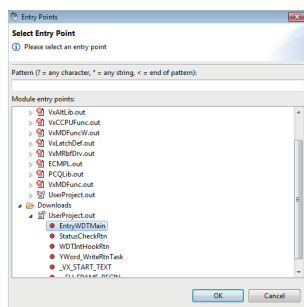 Entry Points
Select Entry Point
Please select an entry point
Pattern (? = any character, * = any string, < = end of pattern):
Module entry points:
VxAltLib.out
VxCCPUFunc.out
VxMDFuncW.out
VxLatchDef.out
VxMRbfDrv.out
ECMPL.out
PCQLib.out
VxMDFunc.out
UserProject.out
Downloads
UserProject.out
EntryWDTMain
StatusCheckRtn
WDTIntHookRtn
YWord_WriteRtnTask
_VX_START_TEXT
OK
Cancel